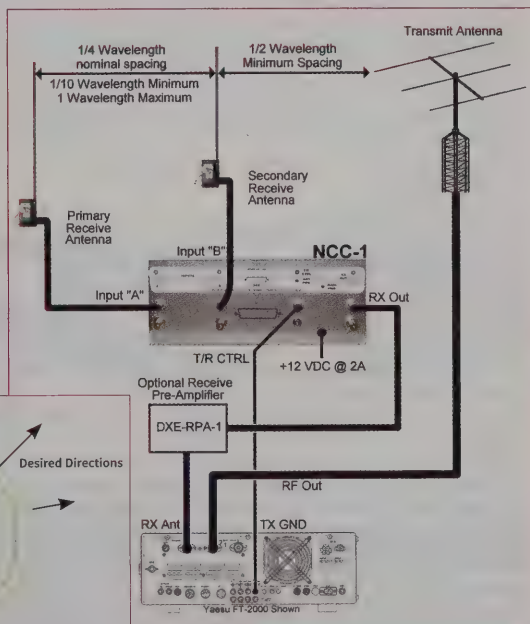 Transmit Antenna
1/4 Wavelength
nominal spacing
1/10 Wavelength Minimum
1 Wavelength Maximum
1/2 Wavelength
Minimum Spacing
Primary
Receive
Antenna
Secondary
Receive
Antenna
Input "B"
NCC-1
Input "A"
RX Out
T/R CTRL
+12 VDC @ 2A
Optional Receive
Pre-Amplifier
DXE-RPA-1
Desired Directions
RF Out
RX Ant
TX GND
Yaesu FT-2000 Shown